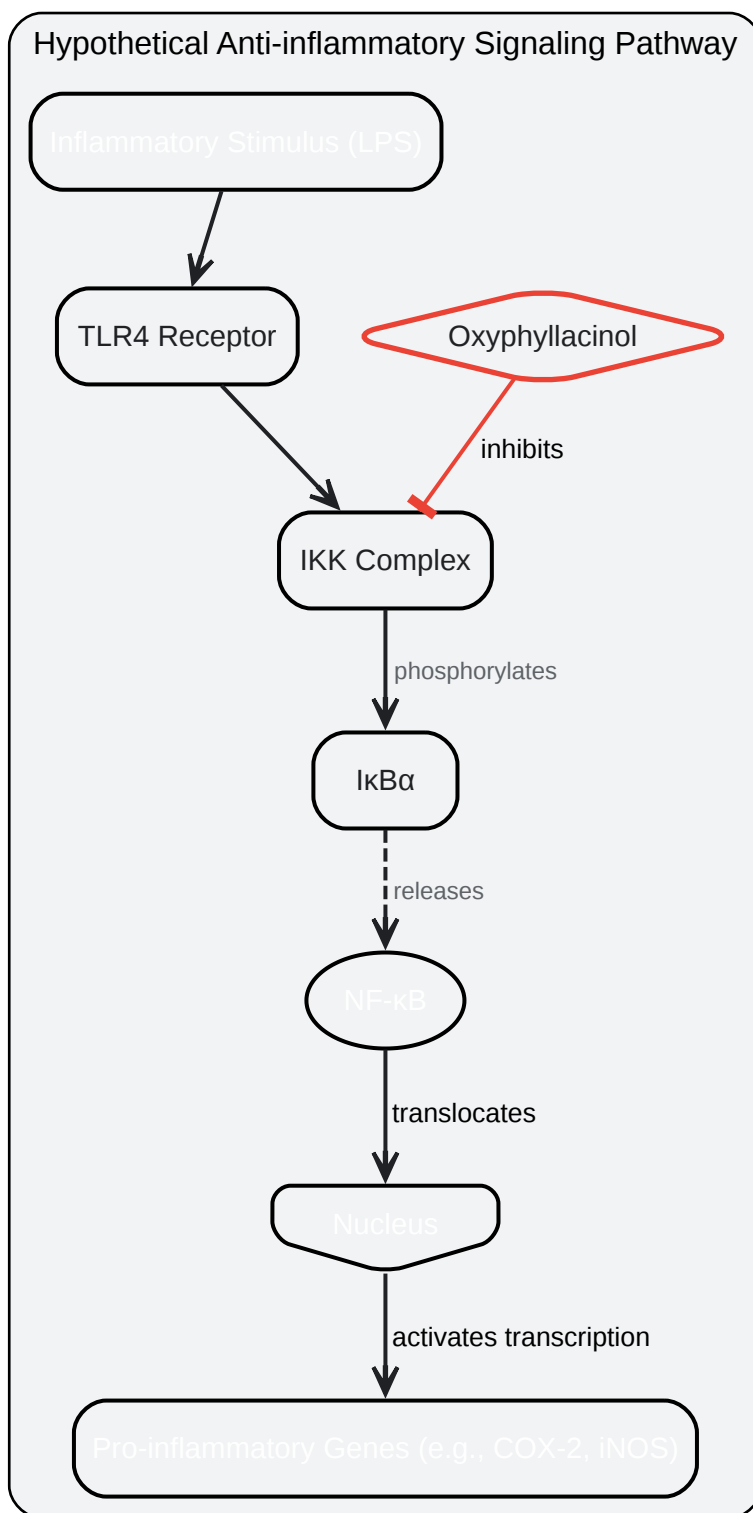 Hypothetical Anti-inflammatory Signaling Pathway
Inflammatory Stimulus (LPS)
TLR4 Receptor
Oxyphyllacinol
inhibits
IKK Complex
phosphorylates
IκBα
releases
NF-κB
translocates
Nucleus
activates transcription
Pro-inflammatory Genes (e.g., COX-2, iNOS)